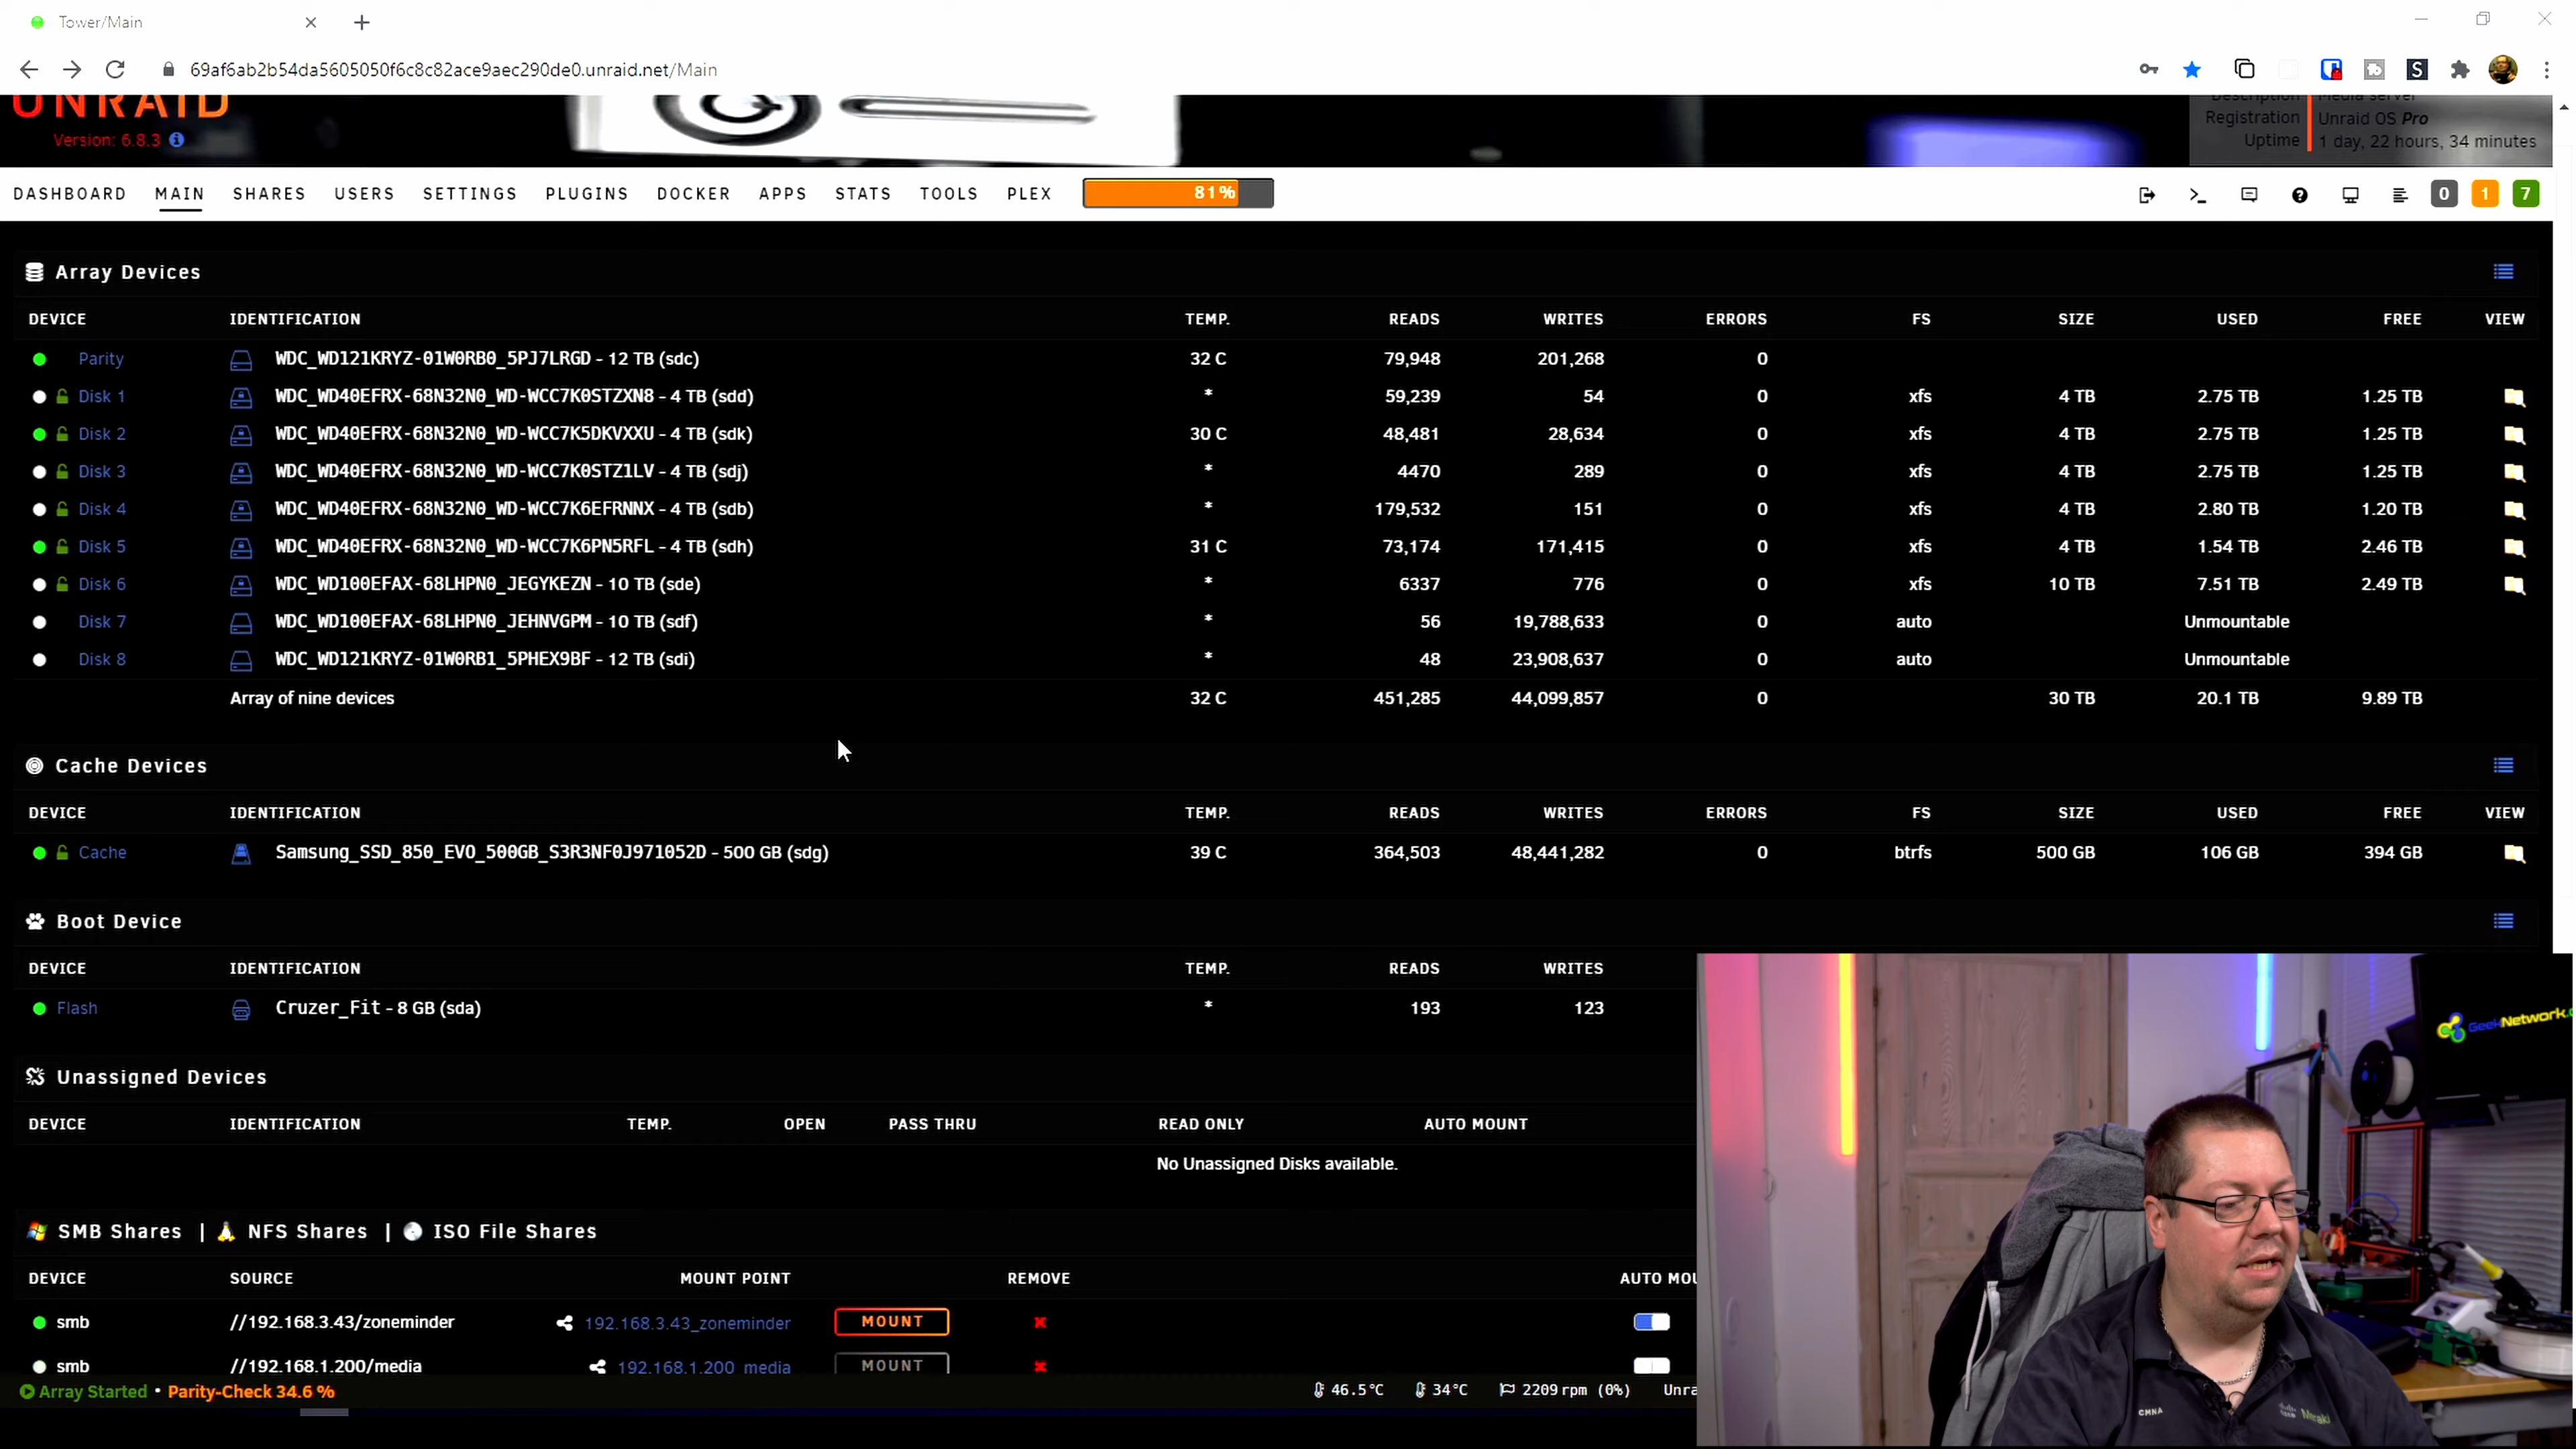 Tower/Main
69af6ab2b54da5605050f6c8c82ace9aec290de0.unraid.net/Main
UNRAID
Version: 6.8.3
Description Media server
Registration Unraid OS Pro
Uptime 1 day, 22 hours, 34 minutes
DASHBOARD MAIN SHARES USERS SETTINGS PLUGINS DOCKER APPS STATS TOOLS PLEX 81% 0 1 7
Array Devices
DEVICE IDENTIFICATION TEMP. READS WRITES ERRORS FS SIZE USED FREE VIEW
Parity WDC_WD121KRYZ-01W0RB0_5PJ7LRGD - 12 TB (sdc) 32 C 79,948 201,268 0
Disk 1 WDC_WD40EFRX-68N32N0_WD-WCC7K0STZXN8 - 4 TB (sdd) * 59,239 54 0 xfs 4 TB 2.75 TB 1.25 TB
Disk 2 WDC_WD40EFRX-68N32N0_WD-WCC7K5DKVXXU - 4 TB (sdk) 30 C 48,481 28,634 0 xfs 4 TB 2.75 TB 1.25 TB
Disk 3 WDC_WD40EFRX-68N32N0_WD-WCC7K0STZ1LV - 4 TB (sdj) * 4470 289 0 xfs 4 TB 2.75 TB 1.25 TB
Disk 4 WDC_WD40EFRX-68N32N0_WD-WCC7K6EFRNNX - 4 TB (sdb) * 179,532 151 0 xfs 4 TB 2.80 TB 1.20 TB
Disk 5 WDC_WD40EFRX-68N32N0_WD-WCC7K6PN5RFL - 4 TB (sdh) 31 C 73,174 171,415 0 xfs 4 TB 1.54 TB 2.46 TB
Disk 6 WDC_WD100EFAX-68LHPN0_JEGYKEZN - 10 TB (sde) * 6337 776 0 xfs 10 TB 7.51 TB 2.49 TB
Disk 7 WDC_WD100EFAX-68LHPN0_JEHNVGPM - 10 TB (sdf) * 56 19,788,633 0 auto Unmountable
Disk 8 WDC_WD121KRYZ-01W0RB1_5PHEX9BF - 12 TB (sdi) * 48 23,908,637 0 auto Unmountable
Array of nine devices 32 C 451,285 44,099,857 0 30 TB 20.1 TB 9.89 TB
Cache Devices
DEVICE IDENTIFICATION TEMP. READS WRITES ERRORS FS SIZE USED FREE VIEW
Cache Samsung_SSD_850_EVO_500GB_S3R3NF0J971052D - 500 GB (sdg) 39 C 364,503 48,441,282 0 btrfs 500 GB 106 GB 394 GB
Boot Device
DEVICE IDENTIFICATION TEMP. READS WRITES
Flash Cruzer_Fit - 8 GB (sda) * 193 123
Unassigned Devices
DEVICE IDENTIFICATION TEMP. OPEN PASS THRU READ ONLY AUTO MOUNT
No Unassigned Disks available.
SMB Shares | NFS Shares | ISO File Shares
DEVICE SOURCE MOUNT POINT REMOVE AUTO MOU
smb //192.168.3.43/zoneminder 192.168.3.43_zoneminder MOUNT
smb //192.168.1.200/media 192.168.1.200_media MOUNT
Array Started • Parity-Check 34.6 % 46.5°C 34°C 2209 rpm (0%) Unra
GeekNetwork.c
CMNA
Meraki